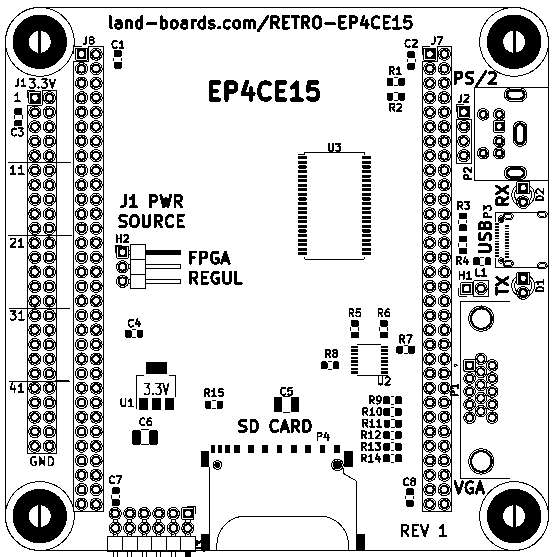 land-boards.com/RETRO-EP4CE15
J8
C1
C2
J7
R1
R2
EP4CE15
PS/2
J1 3.3V
1
C3
J2
P2
U3
11
J1 PWR
SOURCE
H2
FPGA
REGUL
RX
D2
R3
P3
USB
R4
21
H1
L1
TX
D1
31
C4
R5
R6
R7
R8
U2
P1
41
3.3V
U1
R15
C5
C6
SD CARD
P4
R9
R10
R11
R12
R13
R14
GND
C7
C8
VGA
REV 1